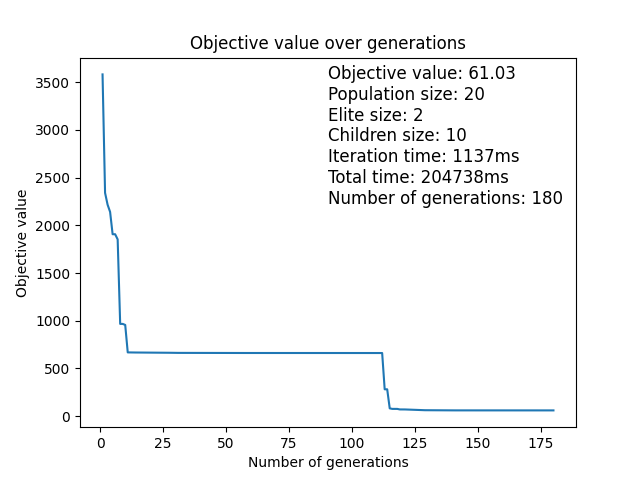 Objective value over generations
Objective value: 61.03
Population size: 20
Elite size: 2
Children size: 10
Iteration time: 1137ms
Total time: 204738ms
Number of generations: 180
Objective value
3500
3000
2500
2000
1500
1000
500
0
0 25 50 75 100 125 150 175
Number of generations